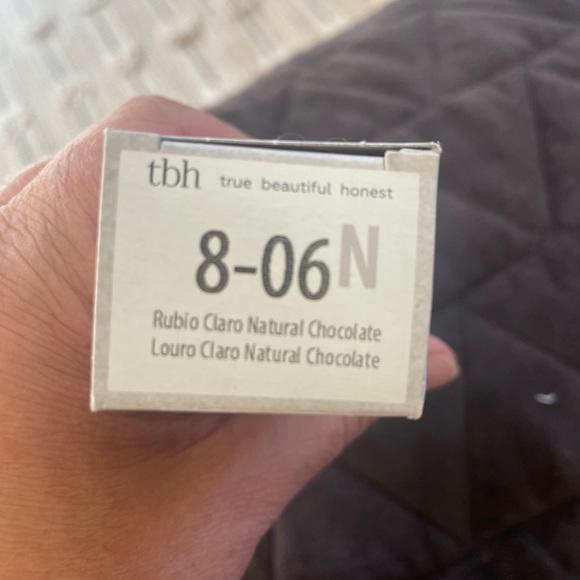 tbh true beautiful honest
8-06N
Rubio Claro Natural Chocolate
Louro Claro Natural Chocolate